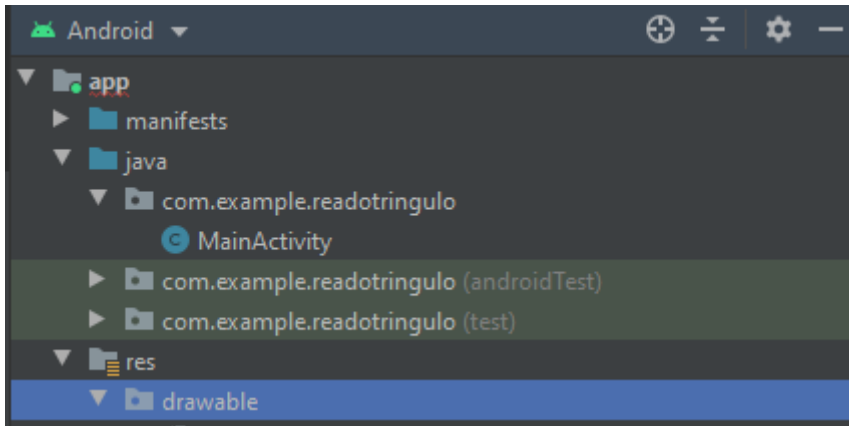 Android
app
manifests
java
com.example.readotringulo
MainActivity
com.example.readotringulo (androidTest)
com.example.readotringulo (test)
res
drawable